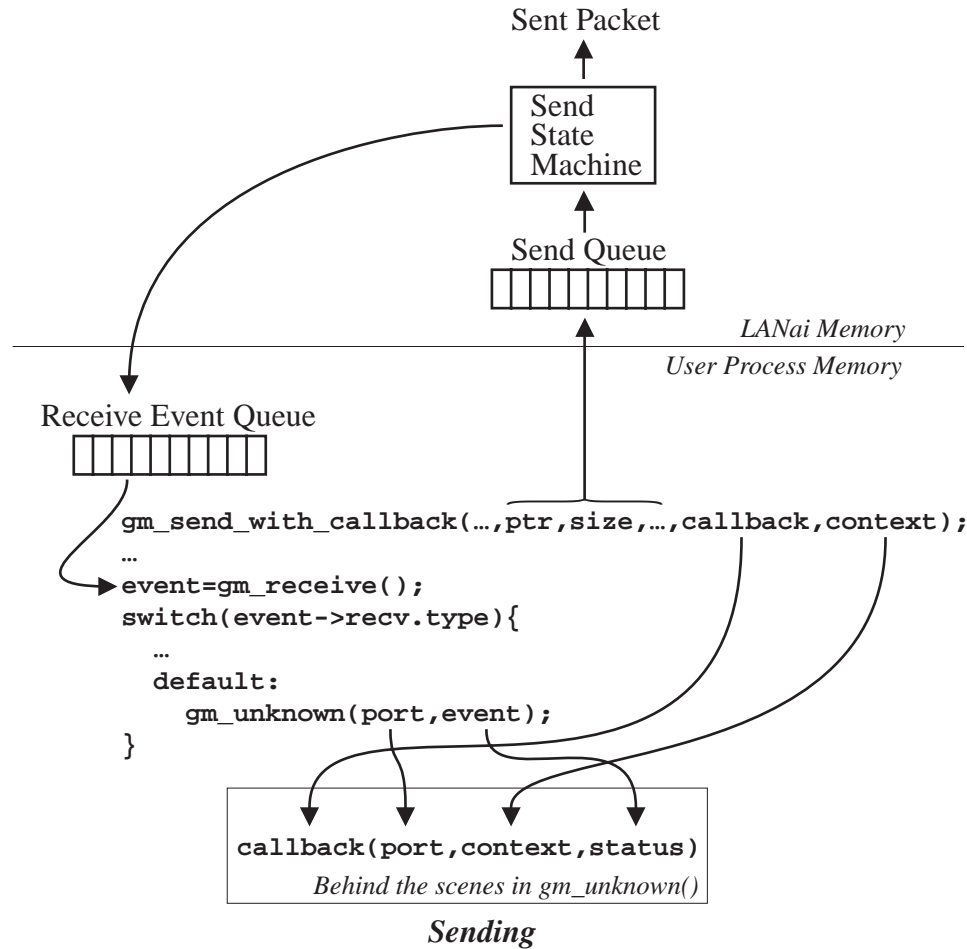 Sent Packet
Send
State
Machine
Send Queue
LANai Memory
User Process Memory
Receive Event Queue
gm_send_with_callback(…,ptr,size,…,callback,context);
…
event=gm_receive();
switch(event->recv.type){
…
default:
gm_unknown(port,event);
}
callback(port,context,status)
Behind the scenes in gm_unknown()
Sending